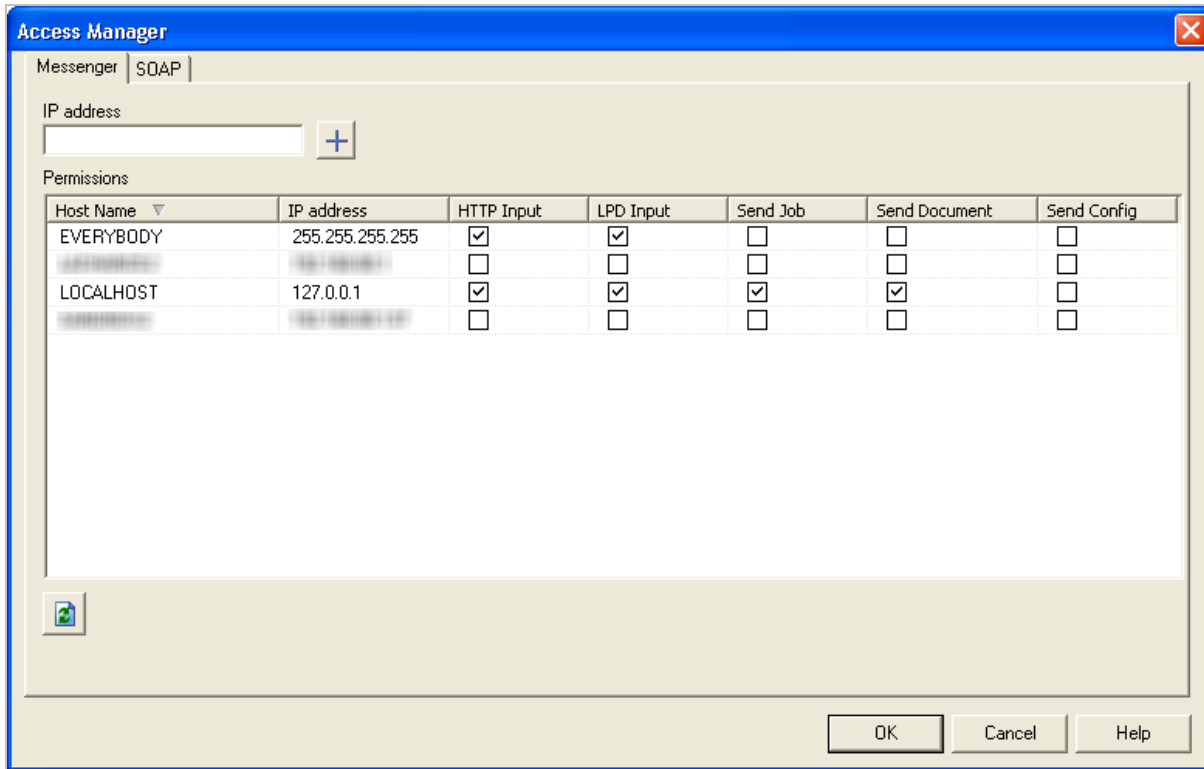 Access Manager
Messenger SOAP
IP address
Permissions
Host Name IP address HTTP Input LPD Input Send Job Send Document Send Config
EVERYBODY 255.255.255.255
LOCALHOST 127.0.0.1
OK Cancel Help